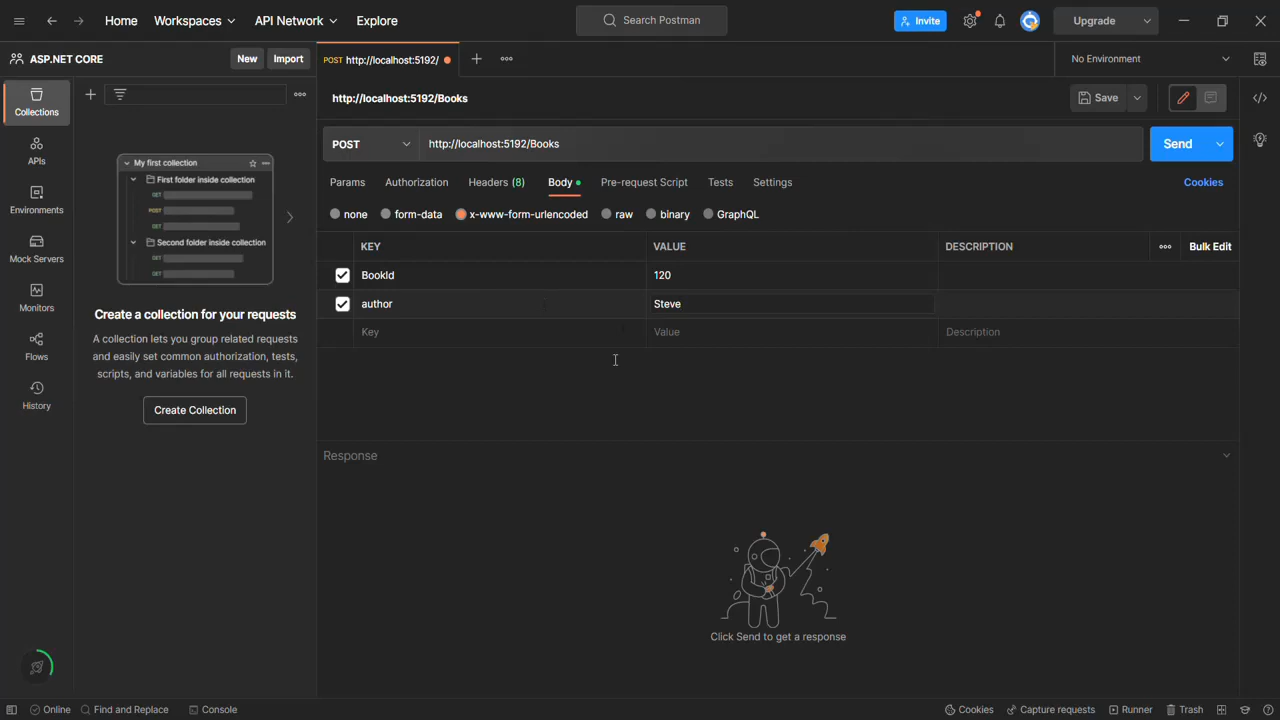 Home Workspaces API Network Explore Search Postman Invite Upgrade
ASP.NET CORE New Import POST http://localhost:5192/ No Environment
http://localhost:5192/Books Save
POST http://localhost:5192/Books Send
Params Authorization Headers (8) Body Pre-request Script Tests Settings Cookies
none form-data x-www-form-urlencoded raw binary GraphQL
KEY VALUE DESCRIPTION Bulk Edit
BookId 120
author Steve
Key Value Description
Response
Click Send to get a response
Collections
APIs
Environments
Mock Servers
Monitors
Flows
History
My first collection
First folder inside collection
GET
POST
GET
Second folder inside collection
GET
GET
Create a collection for your requests
A collection lets you group related requests
and easily set common authorization, tests,
scripts, and variables for all requests in it.
Create Collection
Online Find and Replace Console Cookies Capture requests Runner Trash